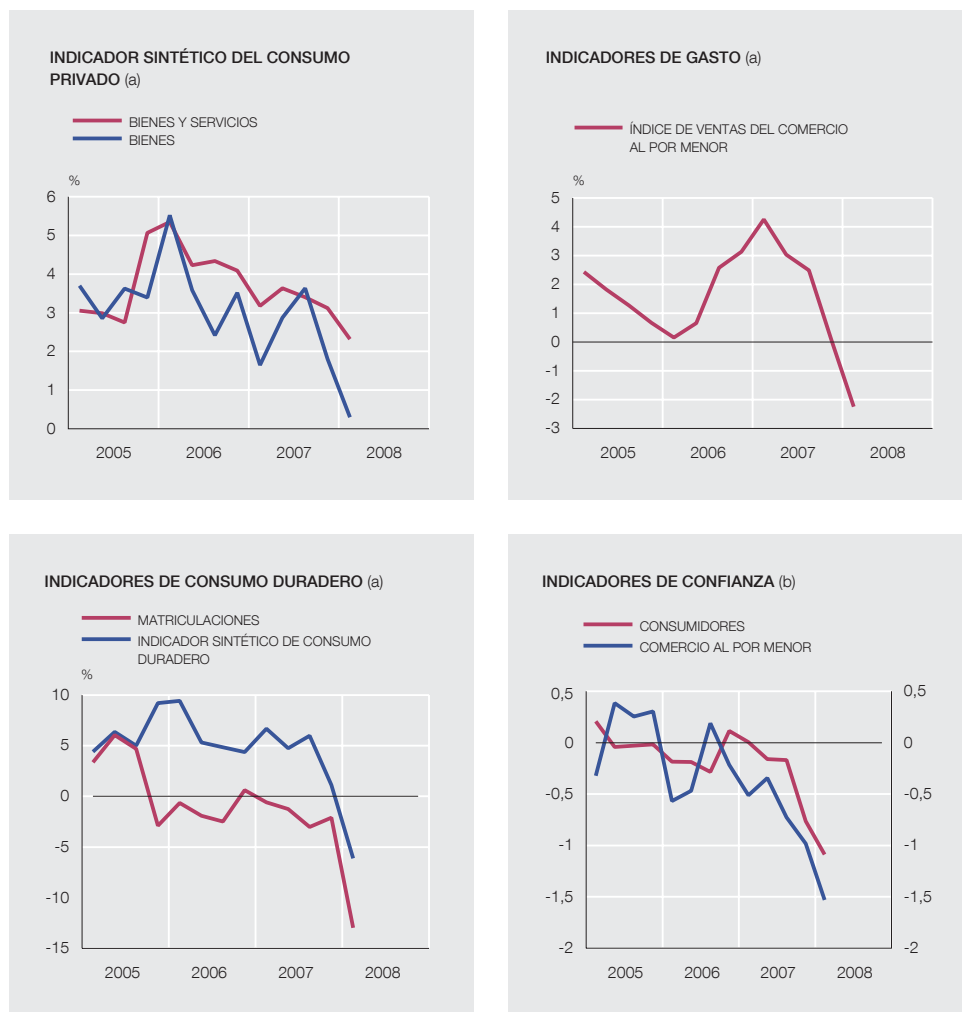 INDICADOR SINTÉTICO DEL CONSUMO
PRIVADO (a)
BIENES Y SERVICIOS
BIENES
%
6
5
4
3
2
1
0
2005 2006 2007 2008
INDICADORES DE GASTO (a)
ÍNDICE DE VENTAS DEL COMERCIO
AL POR MENOR
%
5
4
3
2
1
0
-1
-2
-3
2005 2006 2007 2008
INDICADORES DE CONSUMO DURADERO (a)
MATRICULACIONES
INDICADOR SINTÉTICO DE CONSUMO
DURADERO
%
10
5
0
-5
-10
-15
2005 2006 2007 2008
INDICADORES DE CONFIANZA (b)
CONSUMIDORES
COMERCIO AL POR MENOR
0,5 0,5
0 0
-0,5 -0,5
-1 -1
-1,5 -1,5
-2 -2
2005 2006 2007 2008